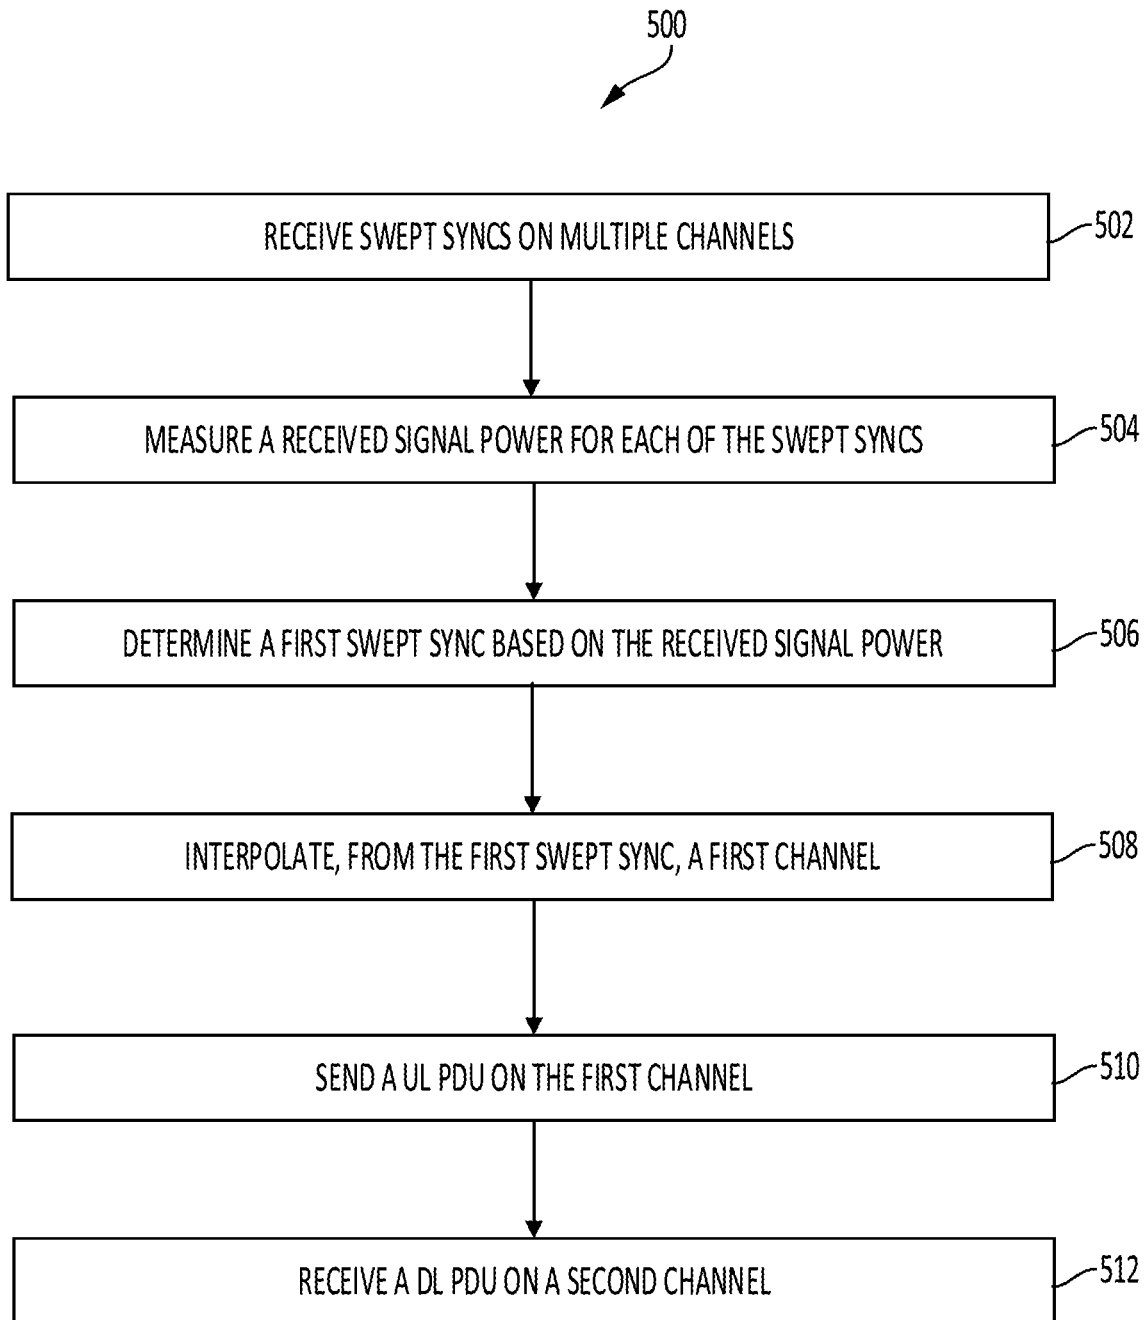 500
RECEIVE SWEPT SYNCS ON MULTIPLE CHANNELS
502
MEASURE A RECEIVED SIGNAL POWER FOR EACH OF THE SWEPT SYNCS
504
DETERMINE A FIRST SWEPT SYNC BASED ON THE RECEIVED SIGNAL POWER
506
INTERPOLATE, FROM THE FIRST SWEPT SYNC, A FIRST CHANNEL
508
SEND A UL PDU ON THE FIRST CHANNEL
510
RECEIVE A DL PDU ON A SECOND CHANNEL
512